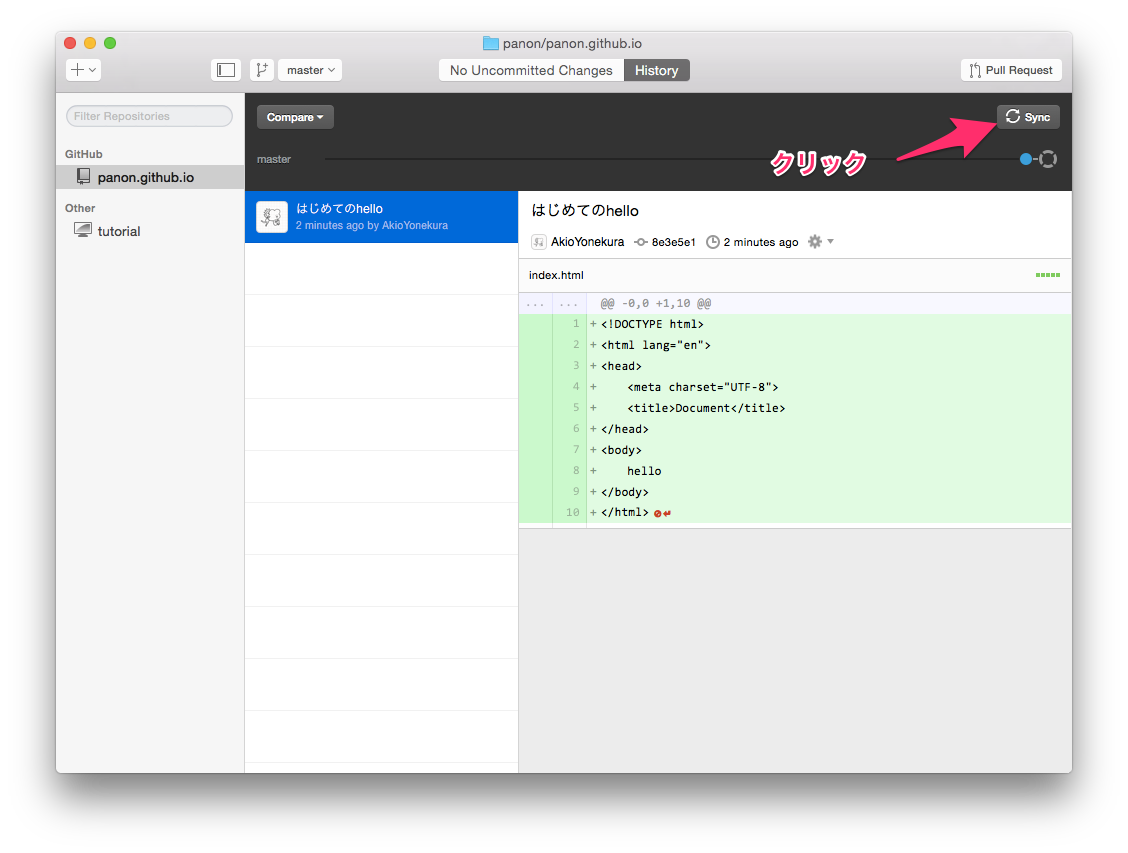 panon/panon.github.io
master
No Uncommitted Changes
History
Pull Request
Filter Repositories
GitHub
panon.github.io
Other
tutorial
Compare
Sync
master
クリック
はじめてのhello
2 minutes ago by AkioYonekura
はじめてのhello
AkioYonekura 8e3e5e1 2 minutes ago
index.html
... ... @@ -0,0 +1,10 @@
1 + <!DOCTYPE html>
2 + <html lang="en">
3 + <head>
4 +     <meta charset="UTF-8">
5 +     <title>Document</title>
6 + </head>
7 + <body>
8 +     hello
9 + </body>
10 + </html>